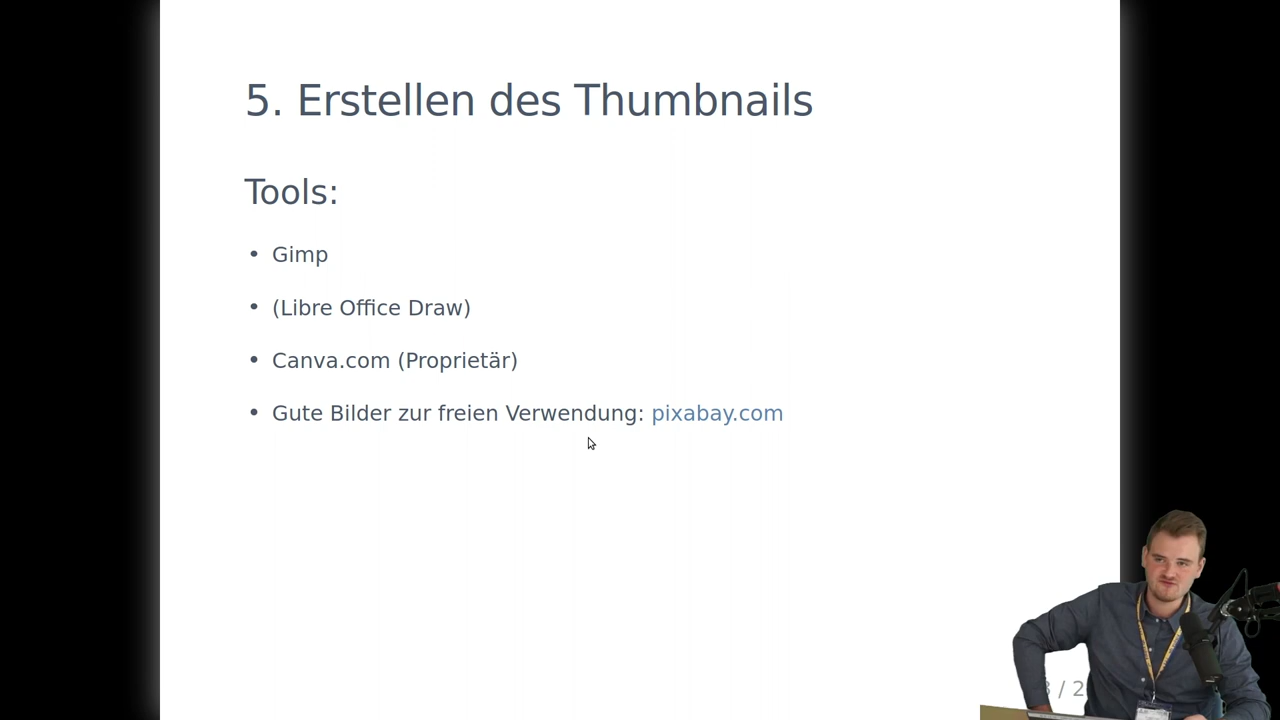 5. Erstellen des Thumbnails
Tools:
• Gimp
• (Libre Office Draw)
• Canva.com (Proprietär)
• Gute Bilder zur freien Verwendung: pixabay.com
/ 2